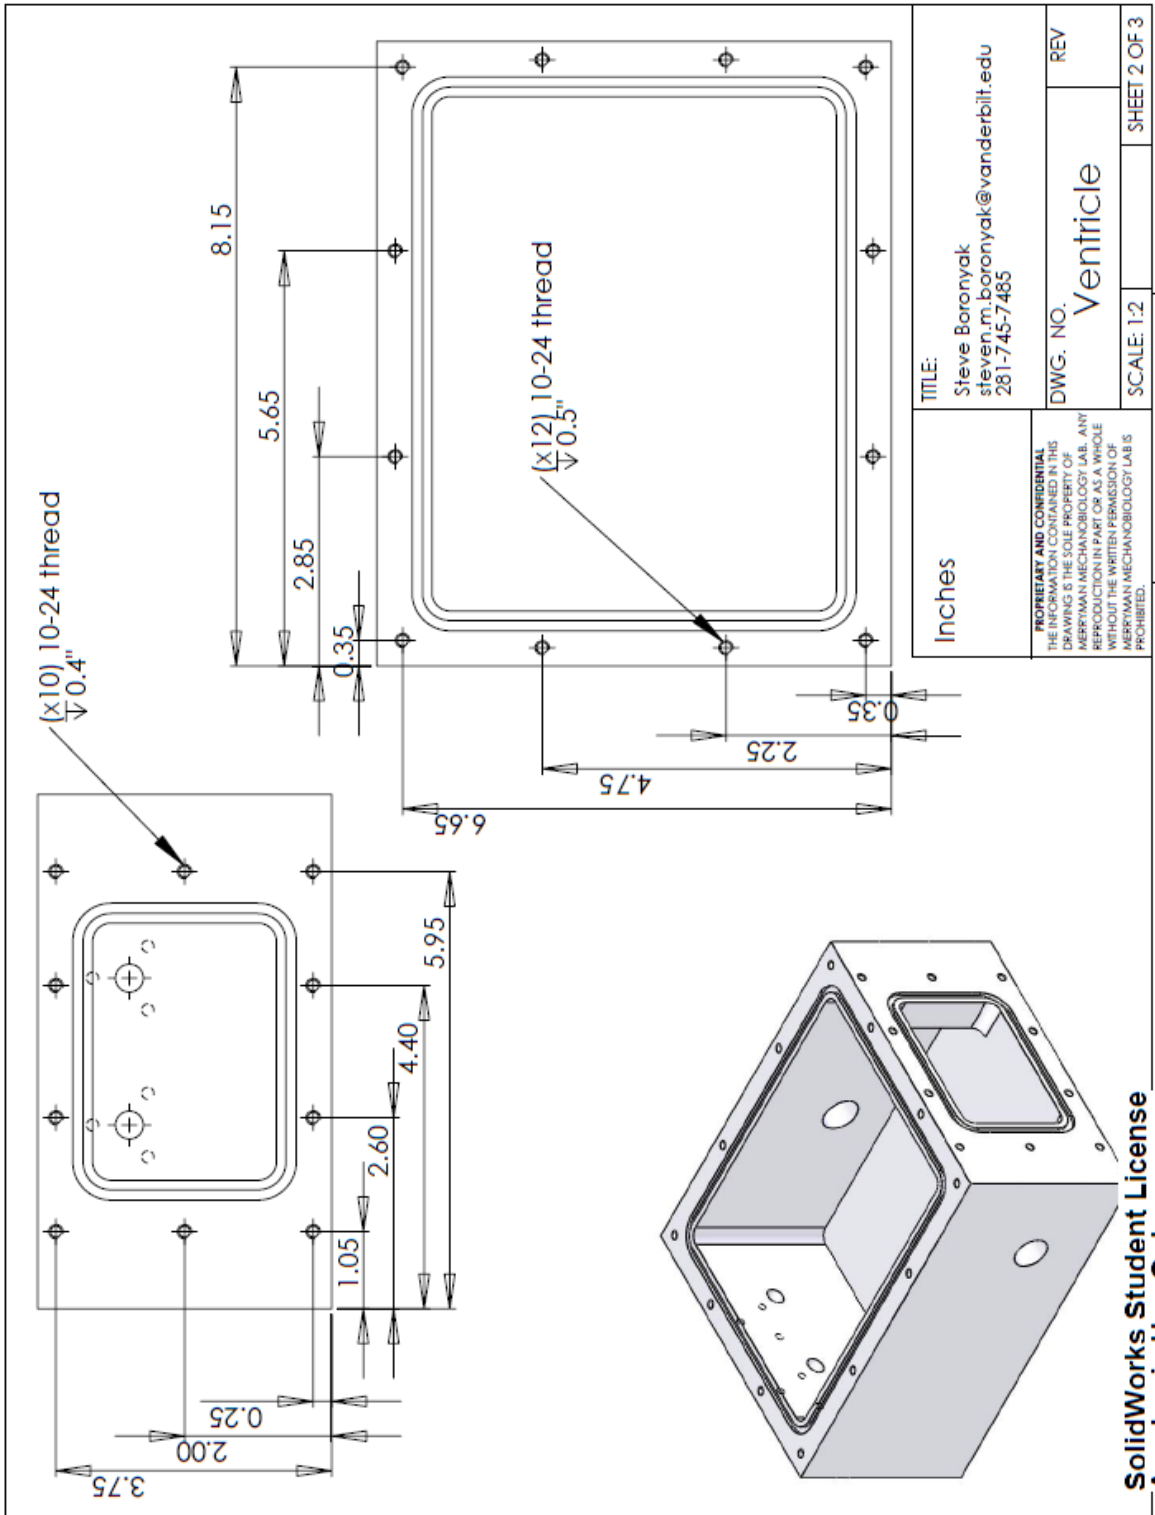 (x10) 10-24 thread
↧ 0.4"
3.75
2.00
0.25
1.05
2.60
4.40
5.95
8.15
5.65
2.85
0.35
(x12) 10-24 thread
↧ 0.5"
6.65
4.75
2.25
0.35
Inches
PROPRIETARY AND CONFIDENTIAL
THE INFORMATION CONTAINED IN THIS
DRAWING IS THE SOLE PROPERTY OF
MERRYMAN MECHANOBIOLOGY LAB. ANY
REPRODUCTION IN PART OR AS A WHOLE
WITHOUT THE WRITTEN PERMISSION OF
MERRYMAN MECHANOBIOLOGY LAB IS
PROHIBITED.
TITLE:
Steve Boronyak
steven.m.boronyak@vanderbilt.edu
281-745-7485
DWG. NO.
REV
Ventricle
SCALE: 1:2
SHEET 2 OF 3
SolidWorks Student License